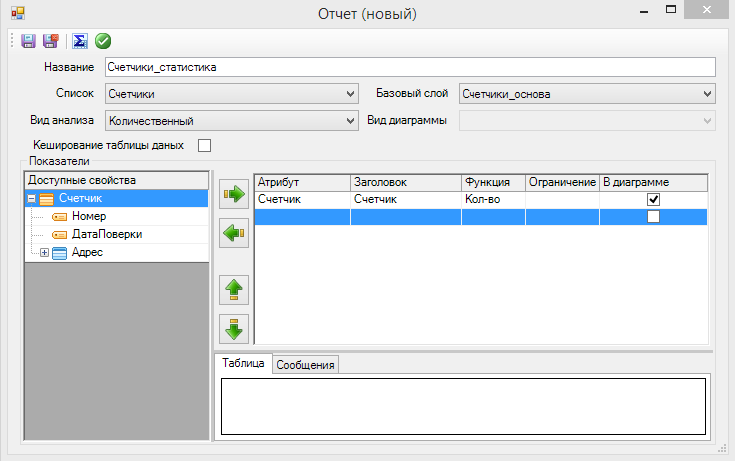 Отчет (новый)
Название Счетчики_статистика
Список Счетчики Базовый слой Счетчики_основа
Вид анализа Количественный Вид диаграммы
Кеширование таблицы даных
Показатели
Доступные свойства
Счетчик
Номер
ДатаПоверки
Адрес
Атрибут Заголовок Функция Ограничение В диаграмме
Счетчик Счетчик Кол-во
Таблица Сообщения